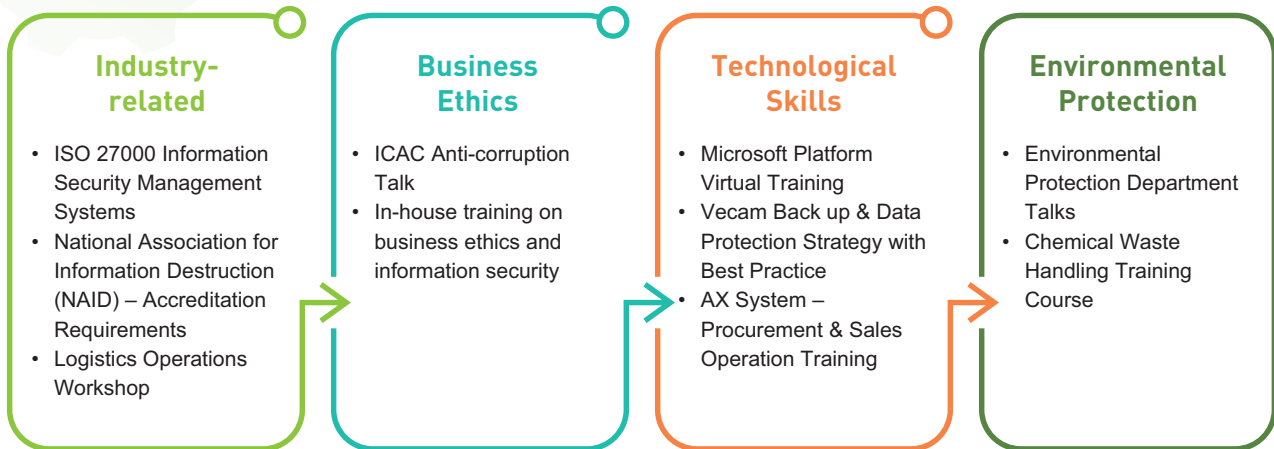 Industry-
related
• ISO 27000 Information
Security Management
Systems
• National Association for
Information Destruction
(NAID) – Accreditation
Requirements
• Logistics Operations
Workshop
Business
Ethics
• ICAC Anti-corruption
Talk
• In-house training on
business ethics and
information security
Technological
Skills
• Microsoft Platform
Virtual Training
• Vecam Back up & Data
Protection Strategy with
Best Practice
• AX System –
Procurement & Sales
Operation Training
Environmental
Protection
• Environmental
Protection Department
Talks
• Chemical Waste
Handling Training
Course